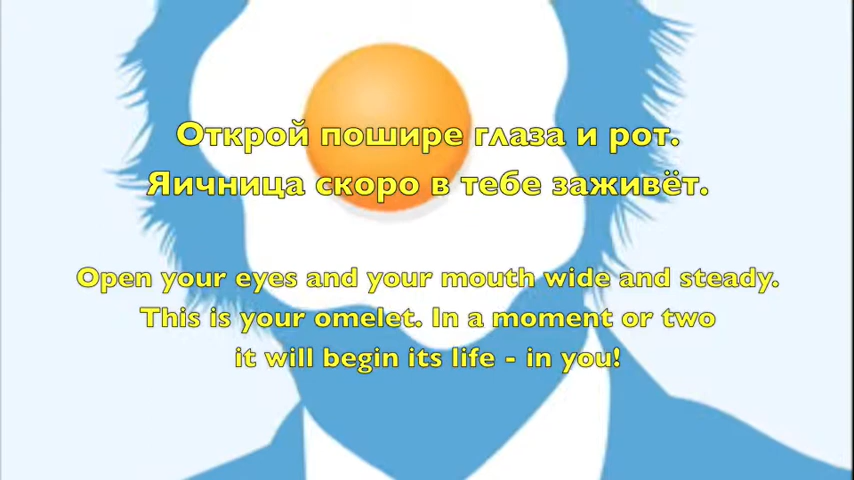 Открой пошире глаза и рот.
Яичница скоро в тебе заживёт.
Open your eyes and your mouth wide and steady.
This is your omelet. In a moment or two
it will begin its life - in you!